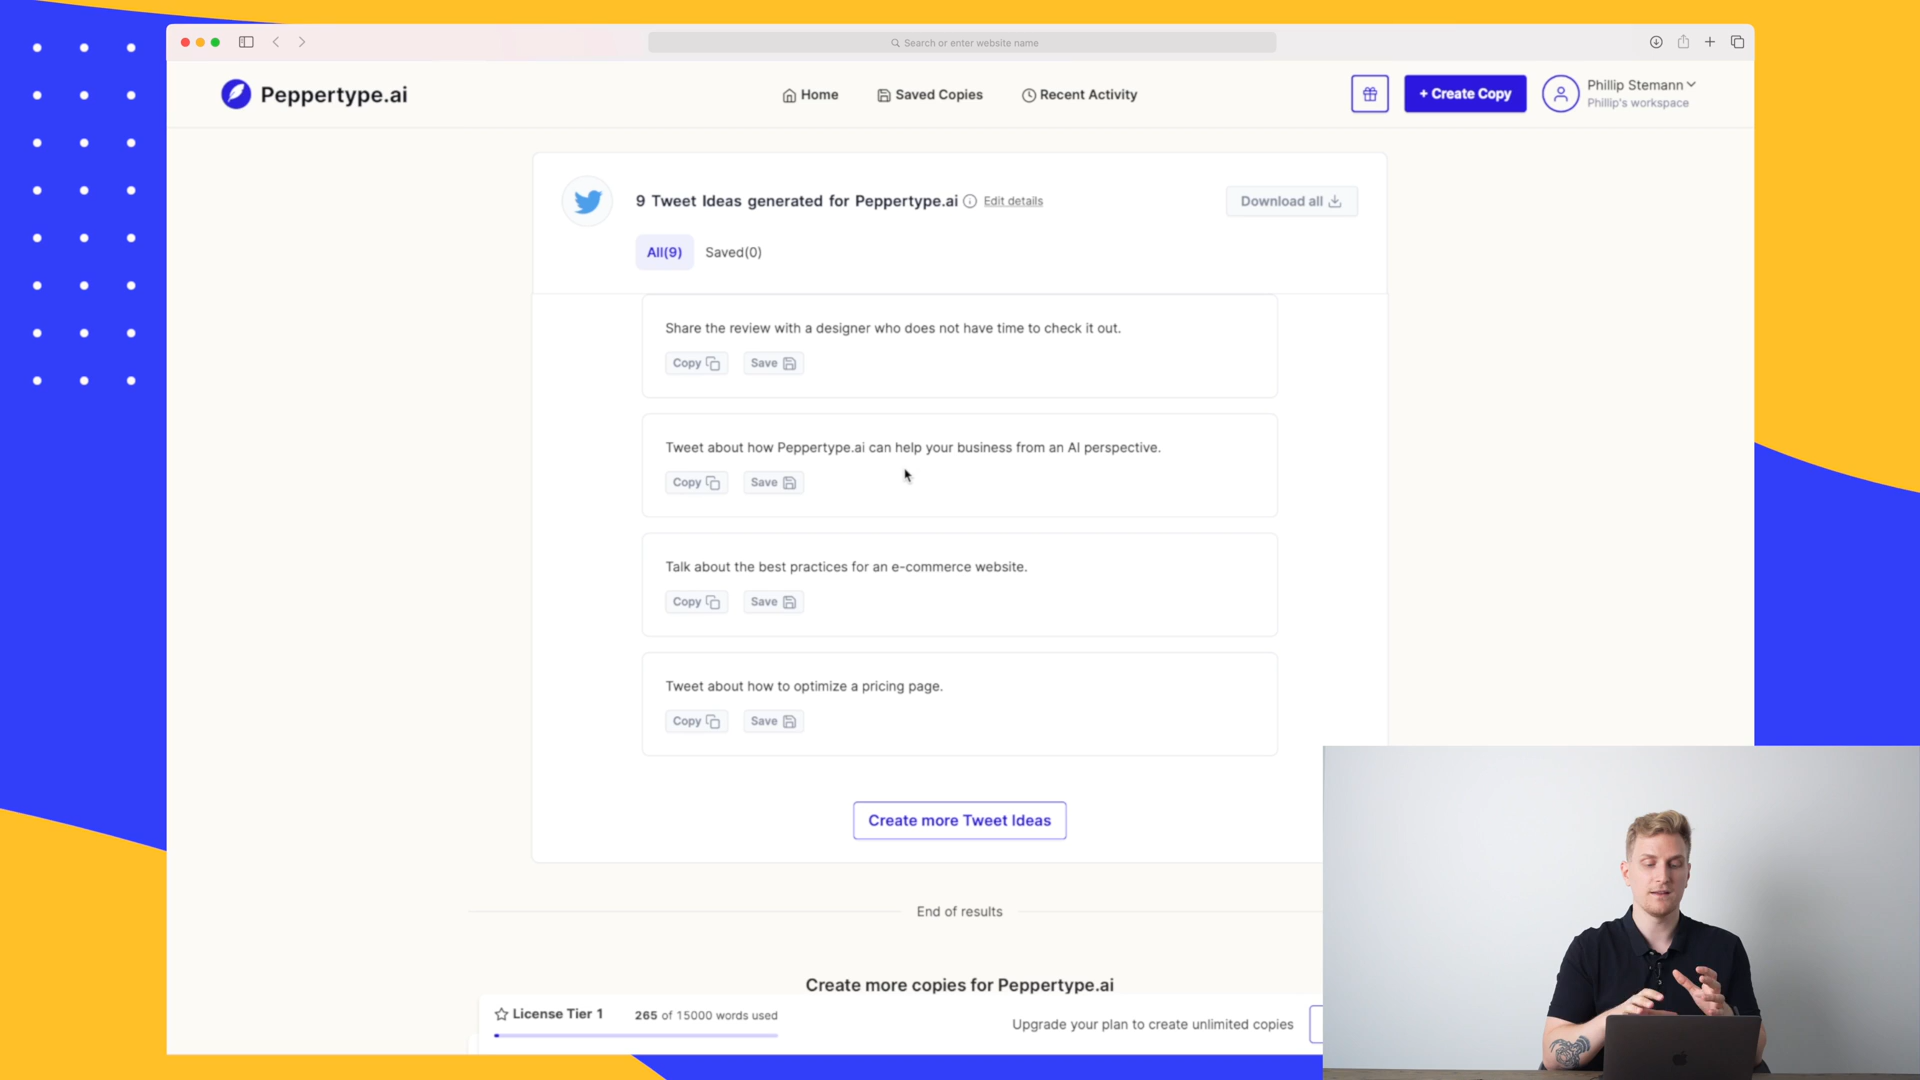 Search or enter website name
Peppertype.ai
Home
Saved Copies
Recent Activity
+ Create Copy
Phillip Stemann
Phillip's workspace
9 Tweet Ideas generated for Peppertype.ai
Edit details
Download all
All(9)
Saved(0)
Share the review with a designer who does not have time to check it out.
Copy
Save
Tweet about how Peppertype.ai can help your business from an AI perspective.
Copy
Save
Talk about the best practices for an e-commerce website.
Copy
Save
Tweet about how to optimize a pricing page.
Copy
Save
Create more Tweet Ideas
End of results
Create more copies for Peppertype.ai
License Tier 1
265 of 15000 words used
Upgrade your plan to create unlimited copies